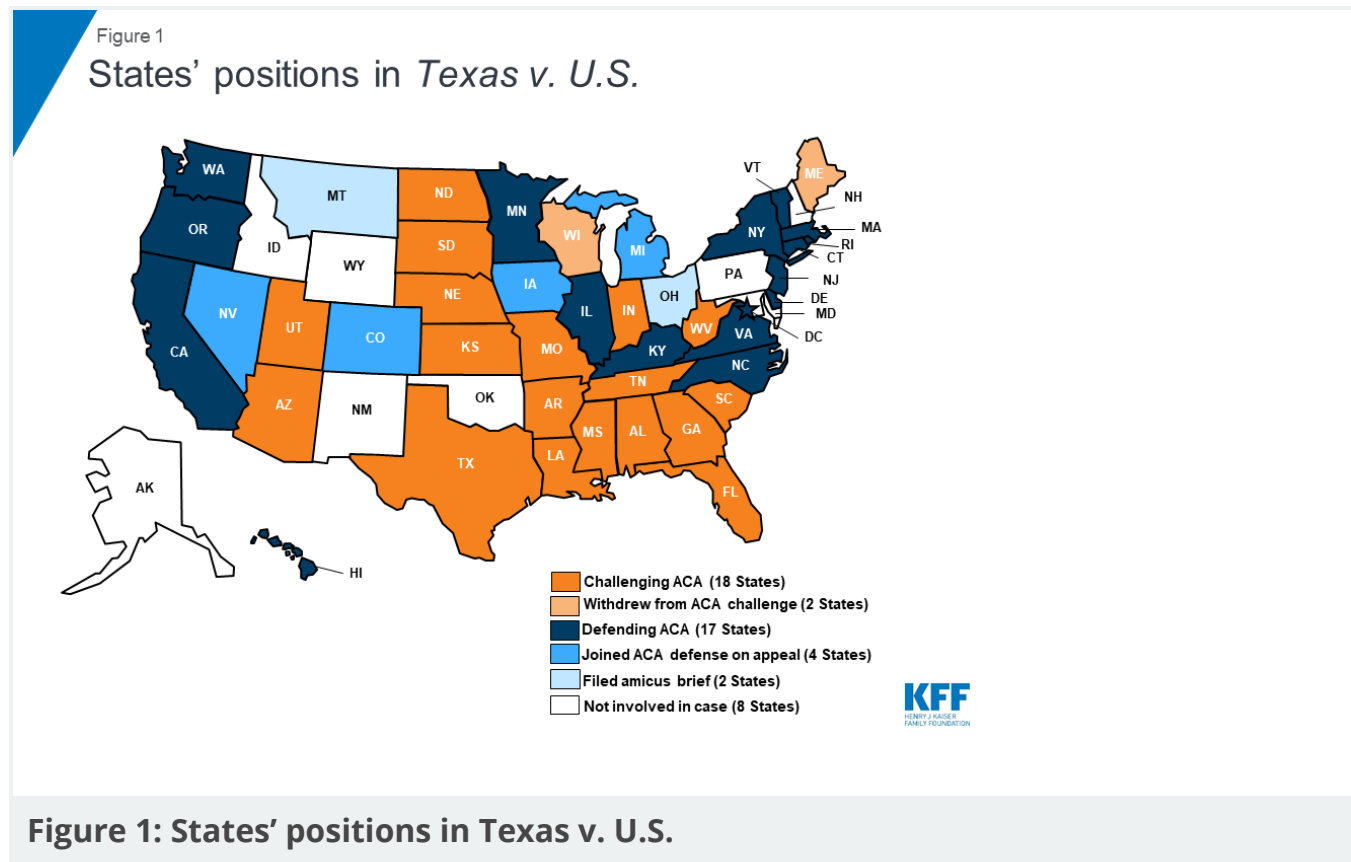 Figure 1
States' positions in Texas v. U.S.
WA
MT
ND
MN
VT
ME
NH
OR
ID
SD
WI
MI
NY
MA
RI
CT
WY
PA
NJ
NE
IA
OH
DE
MD
DC
NV
UT
CO
IL
IN
WV
VA
CA
KS
MO
KY
NC
TN
AZ
NM
OK
AR
SC
MS
AL
GA
TX
LA
FL
AK
HI
Challenging ACA (18 States)
Withdrew from ACA challenge (2 States)
Defending ACA (17 States)
Joined ACA defense on appeal (4 States)
Filed amicus brief (2 States)
Not involved in case (8 States)
KFF
HENRY J KAISER
FAMILY FOUNDATION
Figure 1: States' positions in Texas v. U.S.